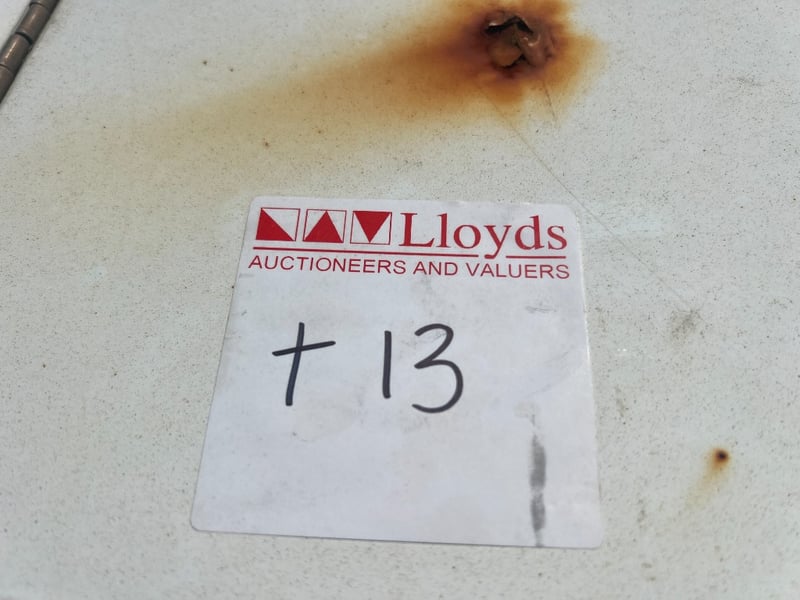 Lloyds
AUCTIONEERS AND VALUERS
+ 13